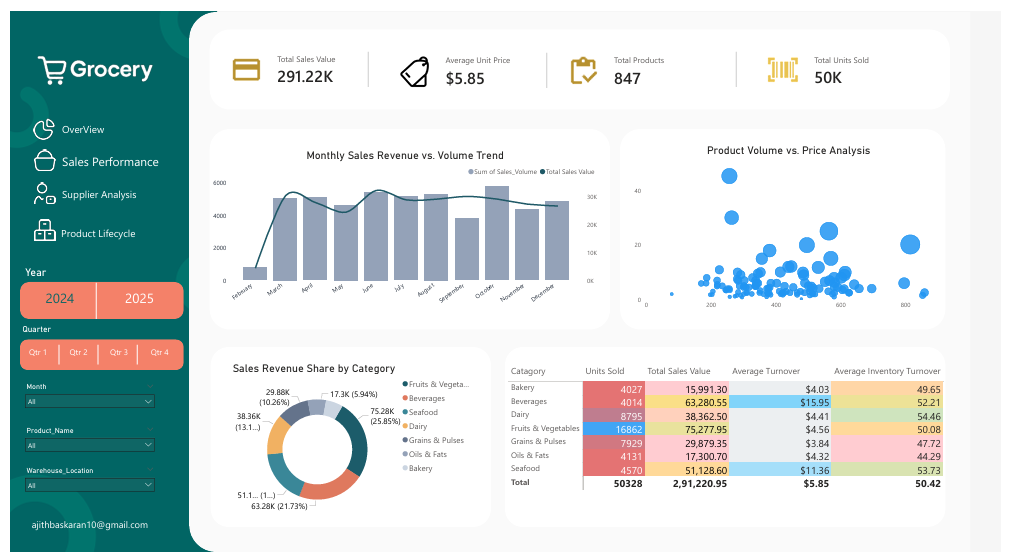 Grocery
OverView
Sales Performance
Supplier Analysis
Product Lifecycle
Year
2024 2025
Quarter
Qtr 1 Qtr 2 Qtr 3 Qtr 4
Month
All
Product_Name
All
Warehouse_Location
All
ajithbaskaran10@gmail.com
Total Sales Value
291.22K
Average Unit Price
$5.85
Total Products
847
Total Units Sold
50K
Monthly Sales Revenue vs. Volume Trend
Sum of Sales_Volume Total Sales Value
6000
4000
2000
0
30K
20K
10K
0K
February March April May June July August September October November December
Product Volume vs. Price Analysis
40
20
0
0 200 400 600 800
Sales Revenue Share by Category
29.88K
(10.26%)
17.3K (5.94%)
75.28K
(25.85%)
38.36K
(13.1...)
51.1... (1...)
63.28K (21.73%)
Fruits & Vegeta...
Beverages
Seafood
Dairy
Grains & Pulses
Oils & Fats
Bakery
Catagory Units Sold Total Sales Value Average Turnover Average Inventory Turnover
Bakery 4027 15,991.30 $4.03 49.65
Beverages 4014 63,280.55 $15.95 52.21
Dairy 8795 38,362.50 $4.41 54.46
Fruits & Vegetables 16862 75,277.95 $4.56 50.08
Grains & Pulses 7929 29,879.35 $3.84 47.72
Oils & Fats 4131 17,300.70 $4.32 44.29
Seafood 4570 51,128.60 $11.36 53.73
Total 50328 2,91,220.95 $5.85 50.42